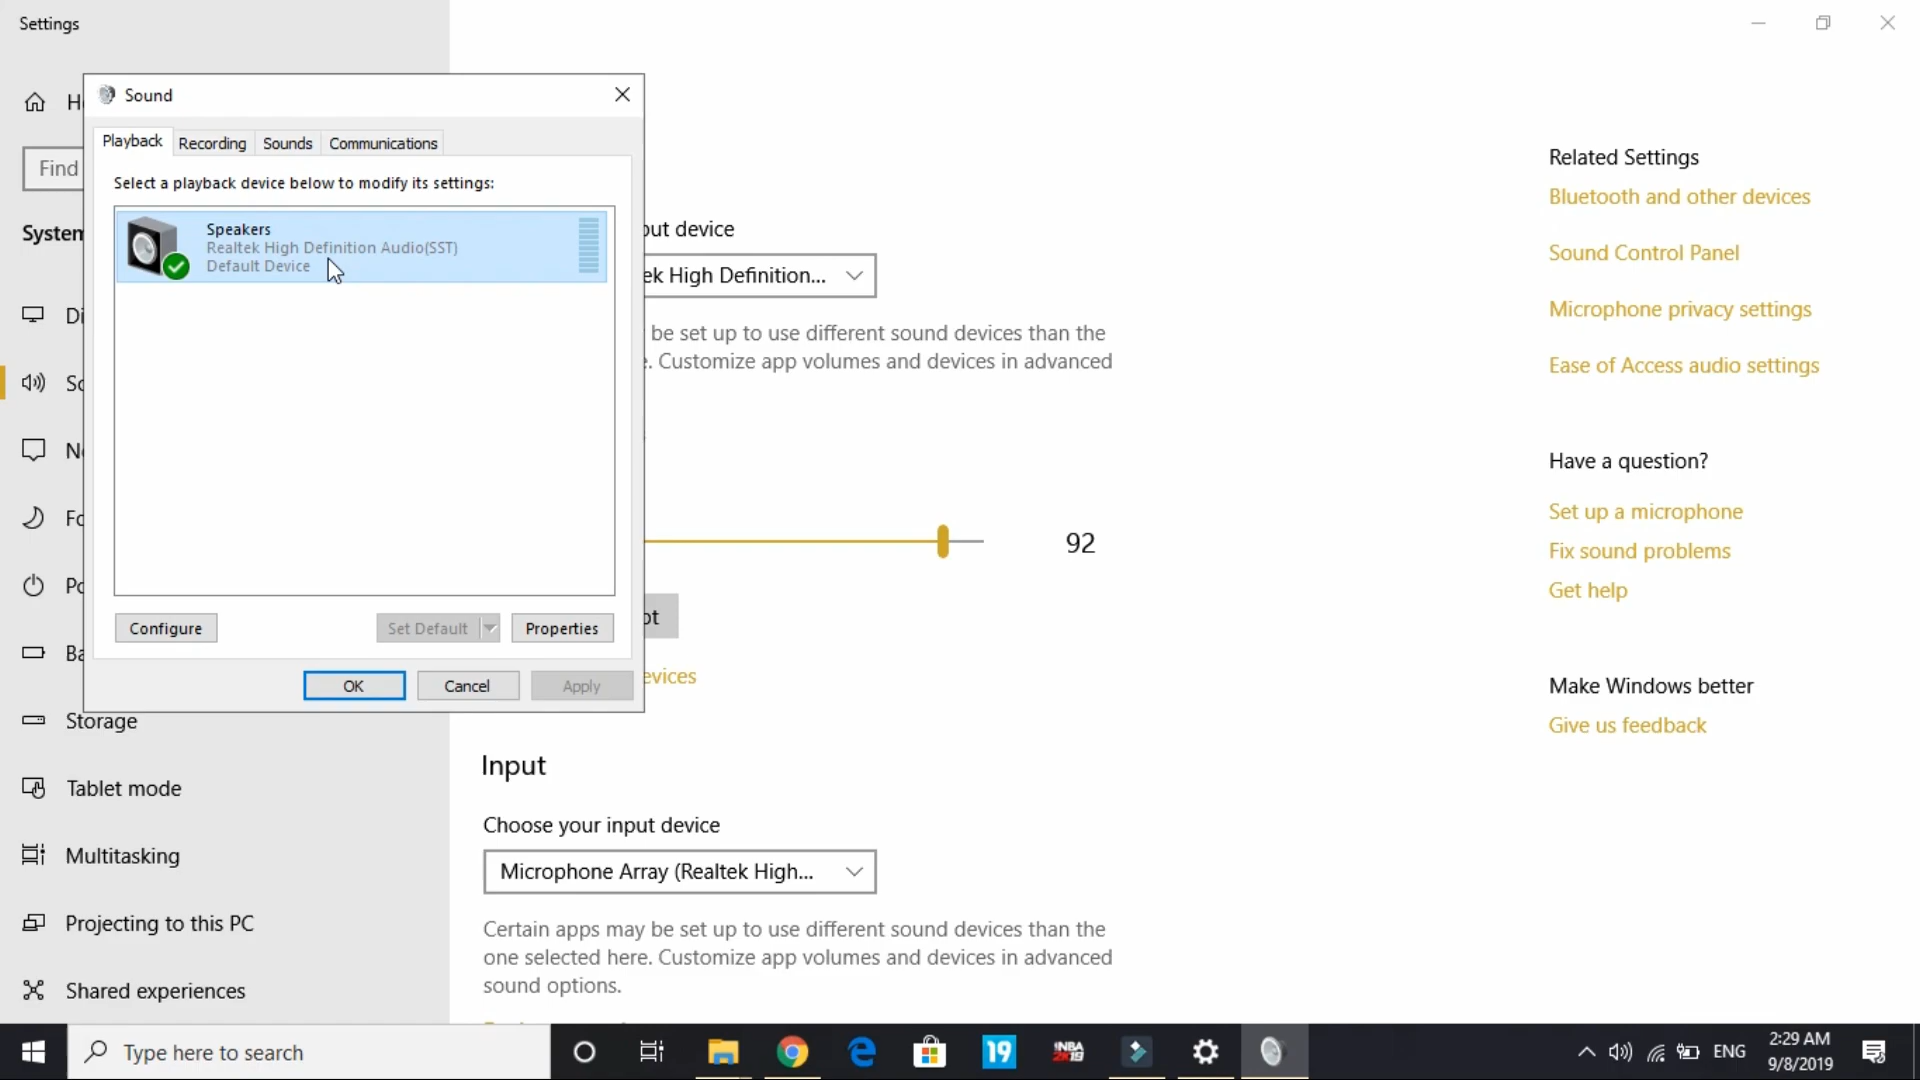 Settings
Sound
Playback
Recording
Sounds
Communications
Select a playback device below to modify its settings:
Speakers
Realtek High Definition Audio(SST)
Default Device
Configure
Set Default
Properties
OK
Cancel
Apply
Find
System
Storage
Tablet mode
Multitasking
Projecting to this PC
Shared experiences
device
High Definition...
be set up to use different sound devices than the
Customize app volumes and devices in advanced
92
Input
Choose your input device
Microphone Array (Realtek High...
Certain apps may be set up to use different sound devices than the
one selected here. Customize app volumes and devices in advanced
sound options.
Related Settings
Bluetooth and other devices
Sound Control Panel
Microphone privacy settings
Ease of Access audio settings
Have a question?
Set up a microphone
Fix sound problems
Get help
Make Windows better
Give us feedback
Type here to search
19
NBA
2K19
ENG
2:29 AM
9/8/2019